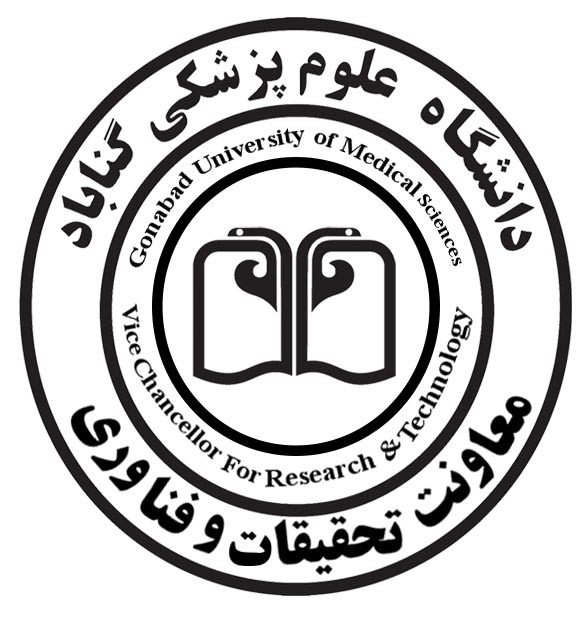 دانشگاه علوم پزشکی گناباد
Gonabad University of Medical Sciences
Vice Chancellor For Research & Technology
معاونت تحقیقات و فناوری